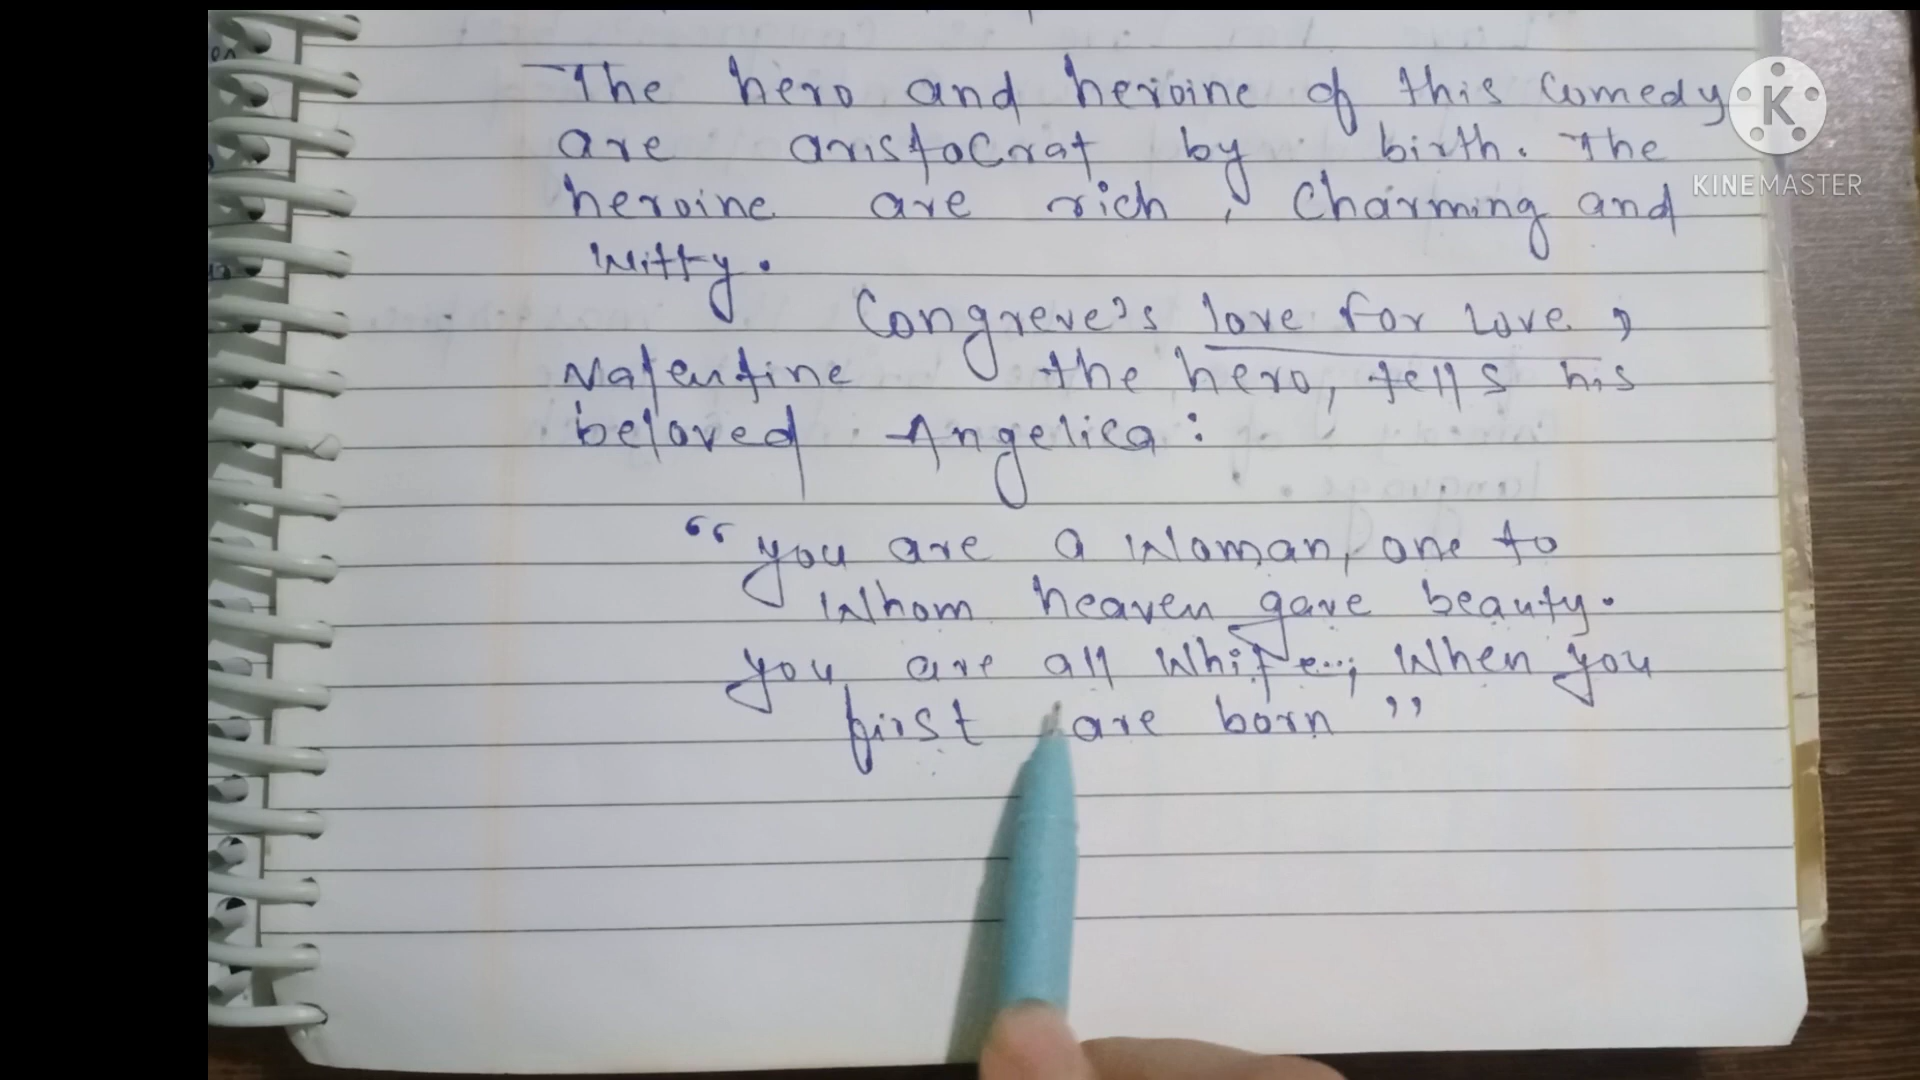 The hero and heroine of this comedy
are aristocrat by birth. The
heroine are rich, charming and
witty.
Congreve's love for Love,
Valentine the hero, tells his
beloved Angelica:
"you are a woman, one to
whom heaven gave beauty.
you are all white...; when you
first are born"
KINEMASTER